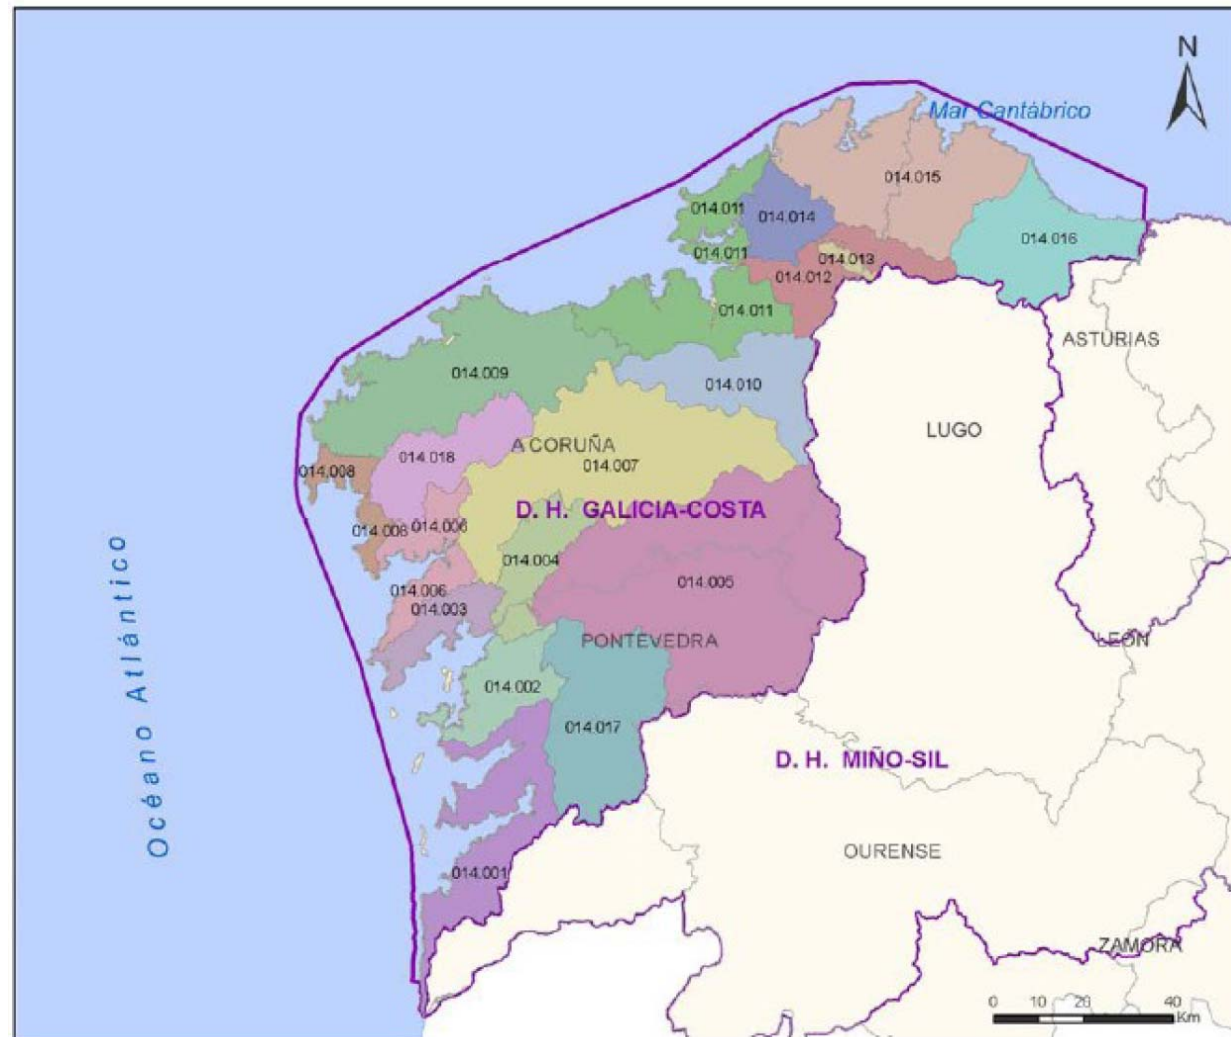 N
Mar Cantábrico
014.015
014.011
014.014
014.016
014.011
014.013
014.012
014.011
ASTURIAS
014.009
014.010
LUGO
A CORUÑA
014.018
014.007
014.008
D. H. GALICIA-COSTA
014.006
014.008
014.004
014.005
014.006
014.003
PONTEVEDRA
LEÓN
014.002
014.017
Océano Atlántico
D. H. MIÑO-SIL
OURENSE
014.001
ZAMORA
0 10 20 40
Km